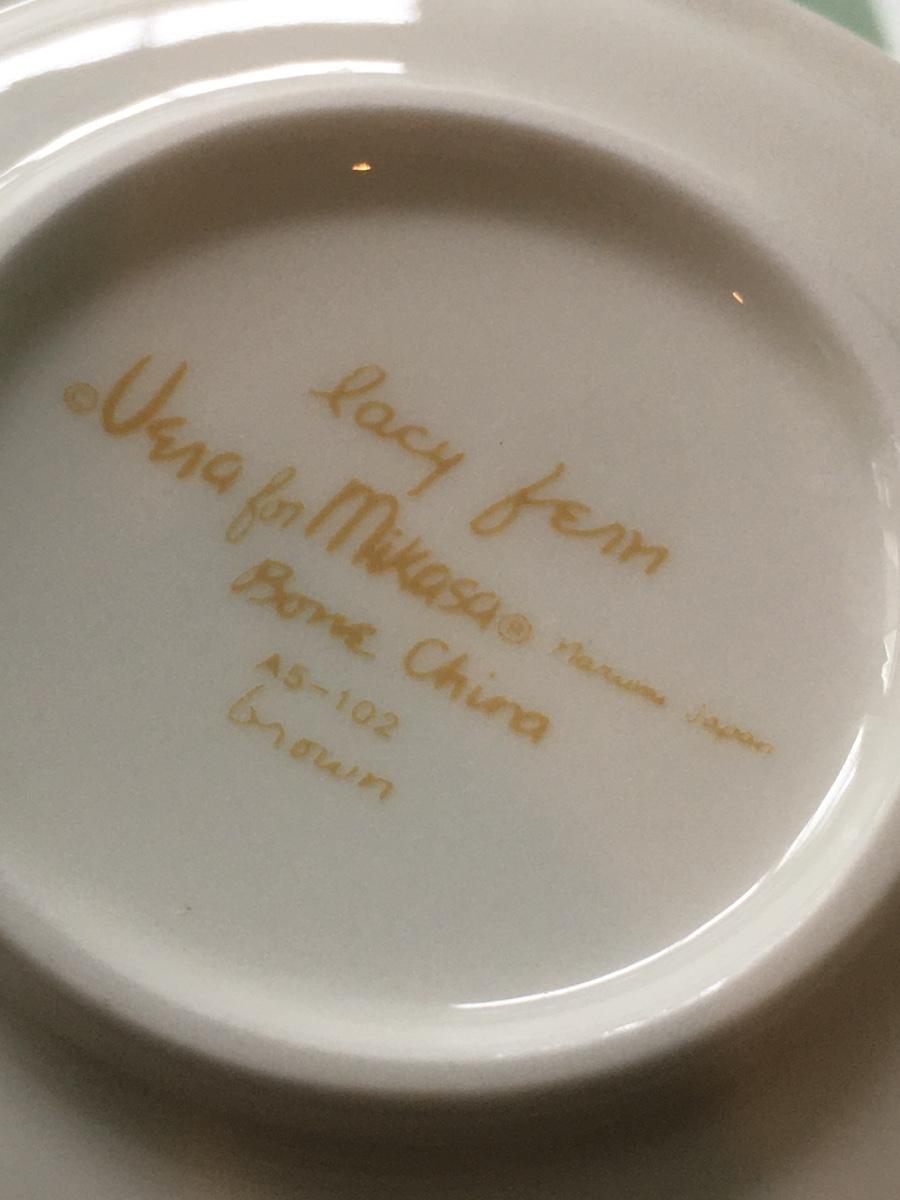 lacy fern
©Vera for Mikasa® Narumi Japan
Bone China
A5-102
brown